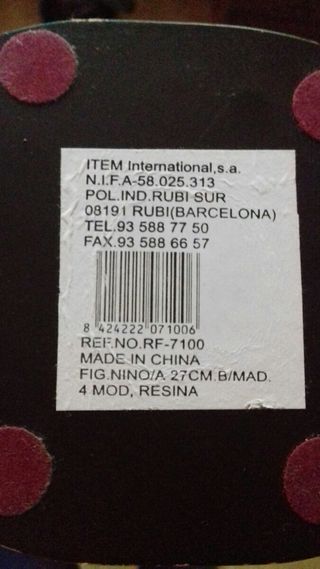 ITEM International,s.a.
N.I.F.A-58.025.313
POL.IND.RUBI SUR
08191 RUBI(BARCELONA)
TEL.93 588 77 50
FAX.93 588 66 57
8 424222 071006
REF.NO.RF-7100
MADE IN CHINA
FIG.NINO/A 27CM.B/MAD.
4 MOD, RESINA